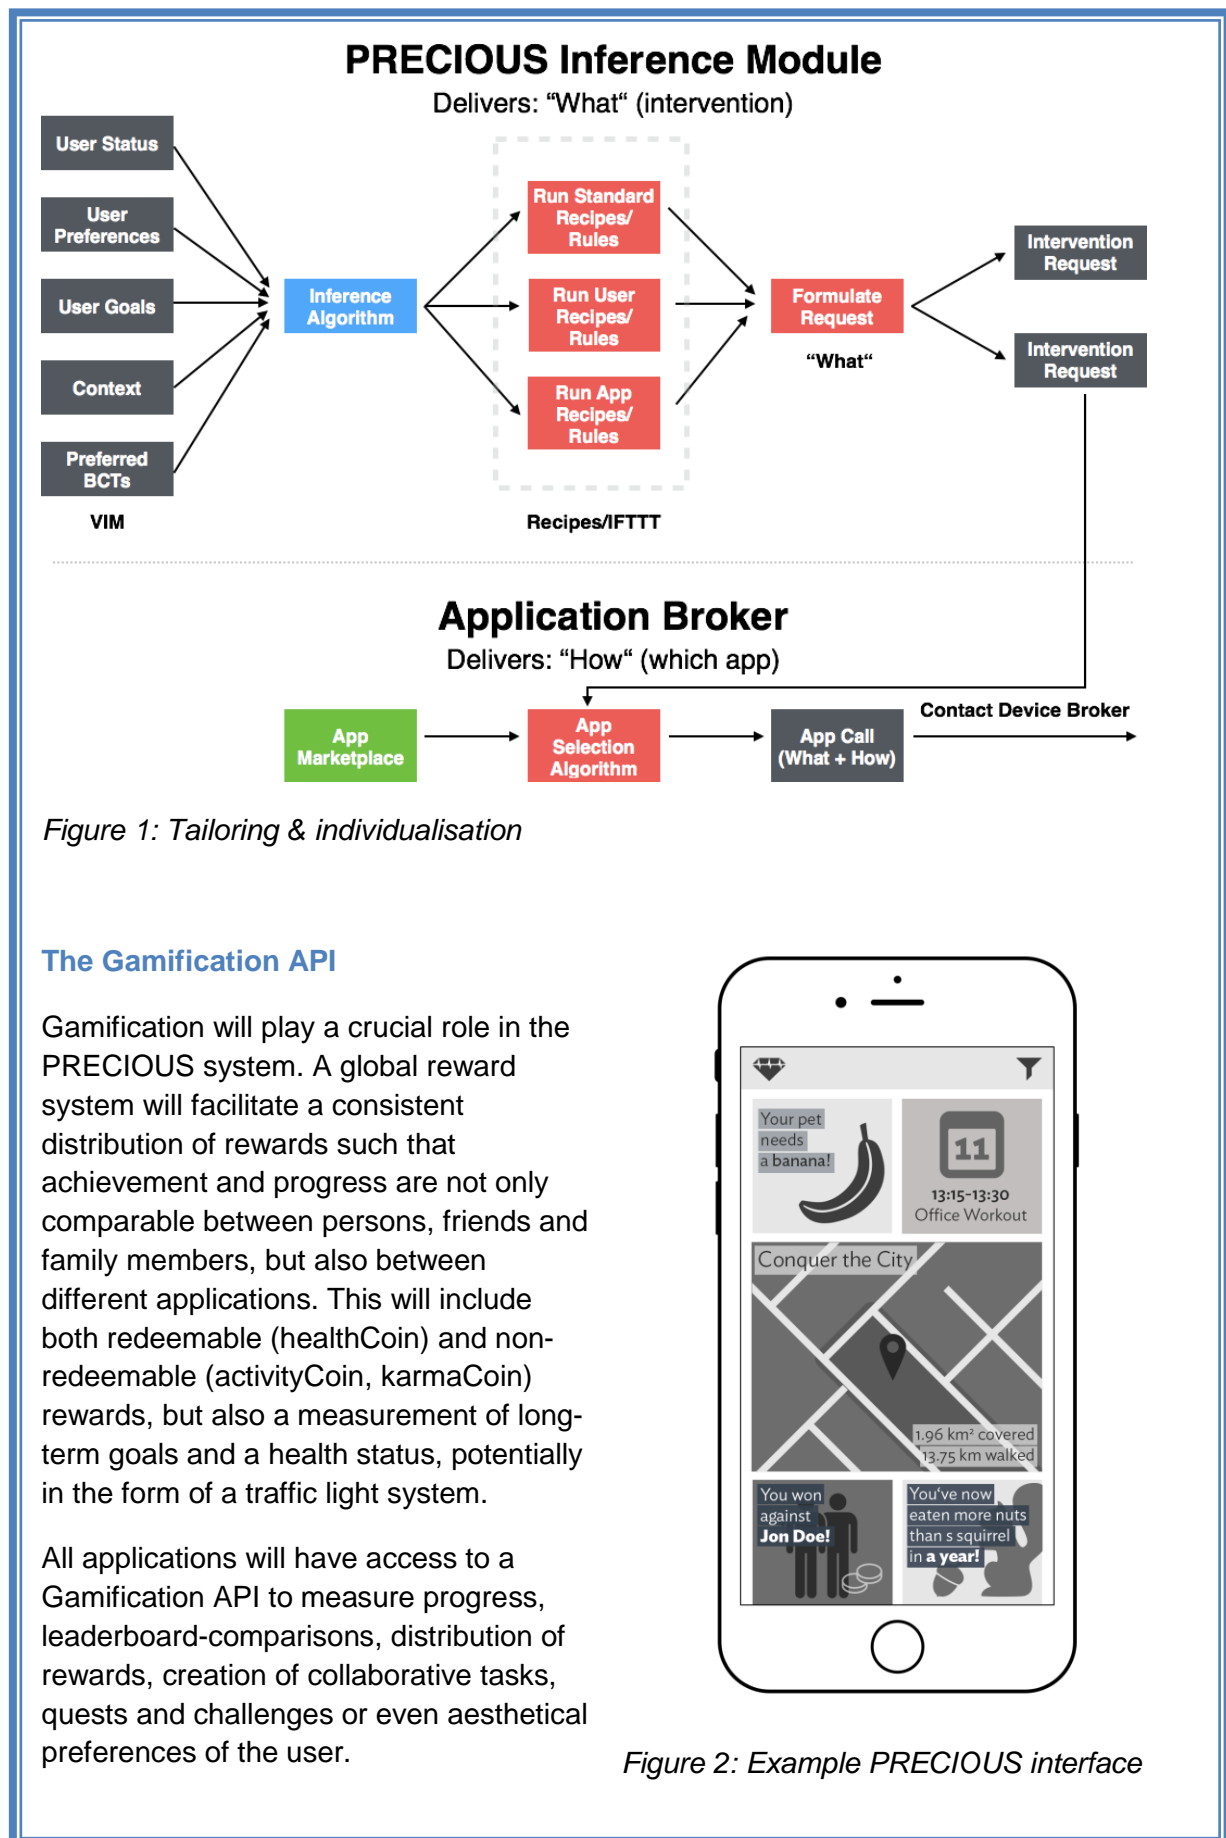 PRECIOUS Inference Module
Delivers: “What“ (intervention)
User Status
User
Preferences
User Goals
Context
Preferred
BCTs
VIM
Inference
Algorithm
Run Standard
Recipes/
Rules
Run User
Recipes/
Rules
Run App
Recipes/
Rules
Recipes/IFTTT
Formulate
Request
“What“
Intervention
Request
Intervention
Request
Application Broker
Delivers: “How“ (which app)
App
Marketplace
App
Selection
Algorithm
App Call
(What + How)
Contact Device Broker
Figure 1: Tailoring & individualisation
The Gamification API
Gamification will play a crucial role in the
PRECIOUS system. A global reward
system will facilitate a consistent
distribution of rewards such that
achievement and progress are not only
comparable between persons, friends and
family members, but also between
different applications. This will include
both redeemable (healthCoin) and non-
redeemable (activityCoin, karmaCoin)
rewards, but also a measurement of long-
term goals and a health status, potentially
in the form of a traffic light system.
All applications will have access to a
Gamification API to measure progress,
leaderboard-comparisons, distribution of
rewards, creation of collaborative tasks,
quests and challenges or even aesthetical
preferences of the user.
Your pet
needs
a banana!
11
13:15-13:30
Office Workout
Conquer the City
1.96 km² covered
13.75 km walked
You won
against
Jon Doe!
You've now
eaten more nuts
than s squirrel
in a year!
Figure 2: Example PRECIOUS interface